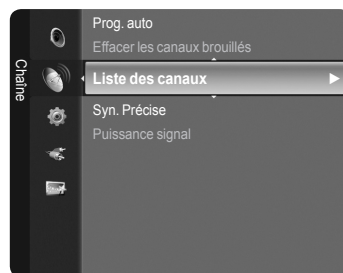 Prog. auto
Effacer les canaux brouillés
Chaîne
Liste des canaux
Syn. Précise
Puissance signal